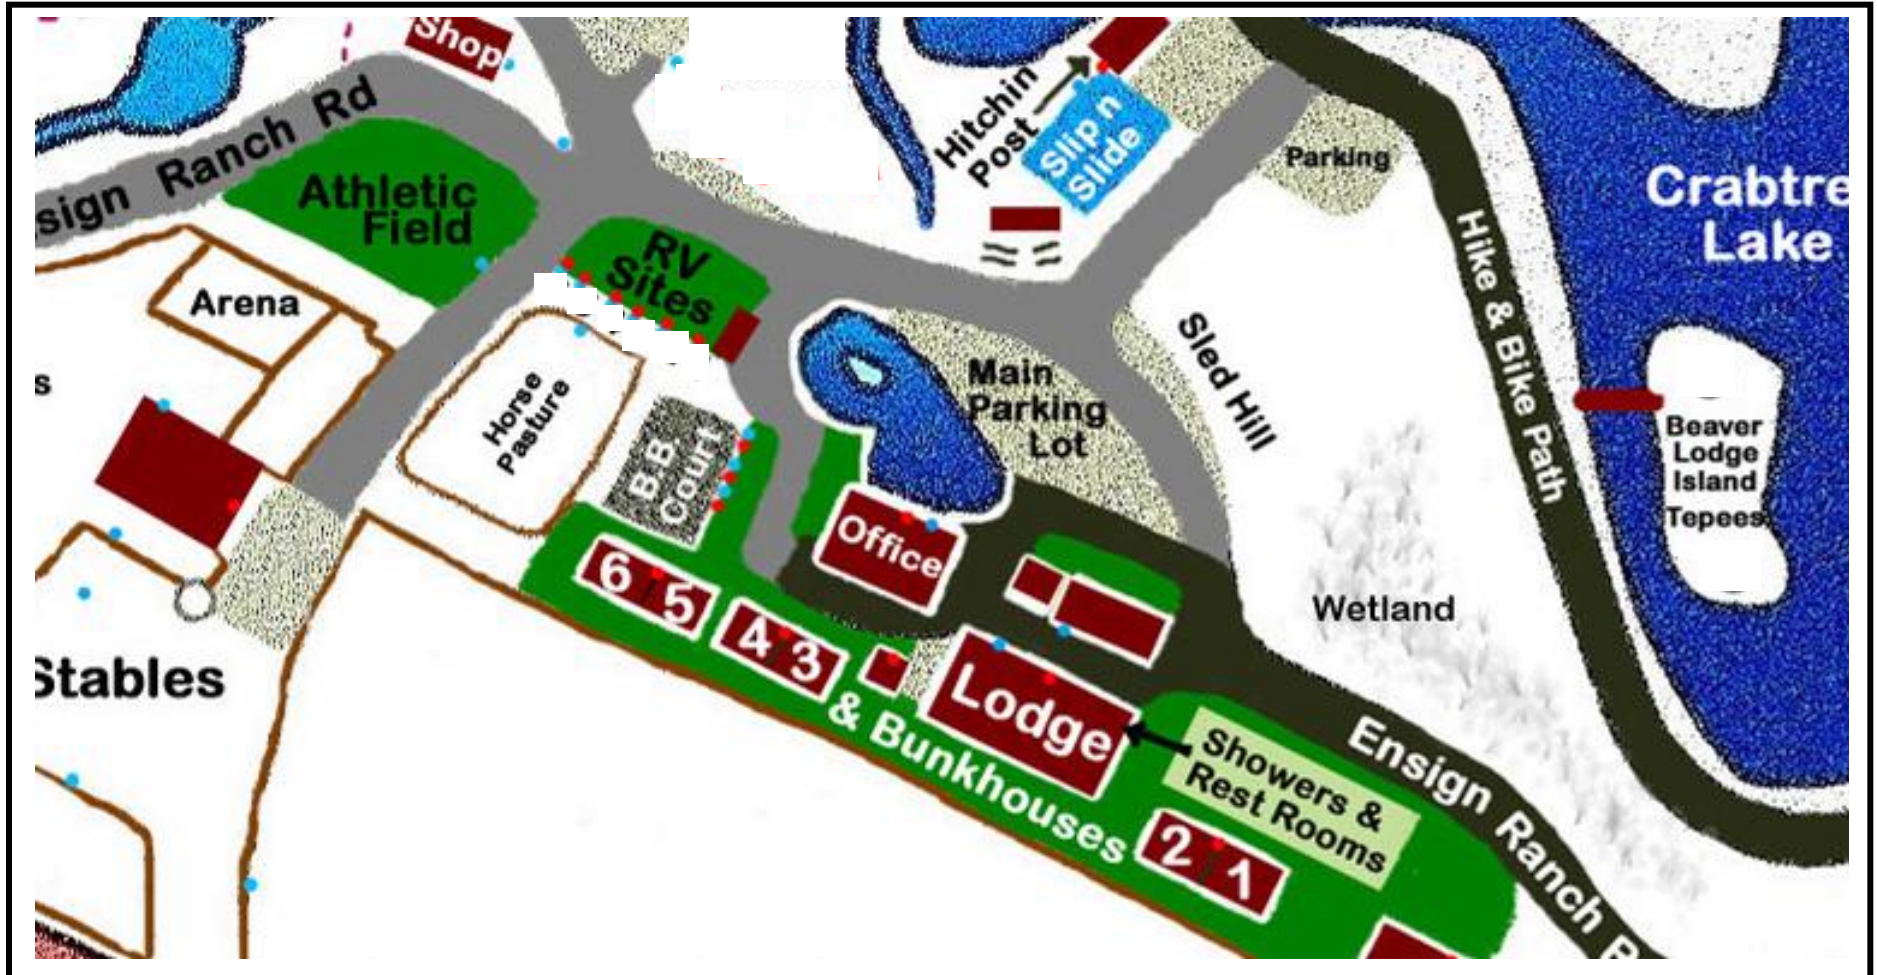 Shop
sign Ranch Rd
Athletic
Field
Arena
s
RV
Sites
Hitchin
Post
Slip n
Slide
Parking
Crabtre
Lake
Hike & Bike Path
Sled Hill
Main
Parking
Lot
Horse
Pasture
B.B.
Court
Office
Beaver
Lodge
Island
Tepees
Wetland
6 5
4 3
Stables
Lodge
& Bunkhouses
Showers &
Rest Rooms
2 1
Ensign Ranch